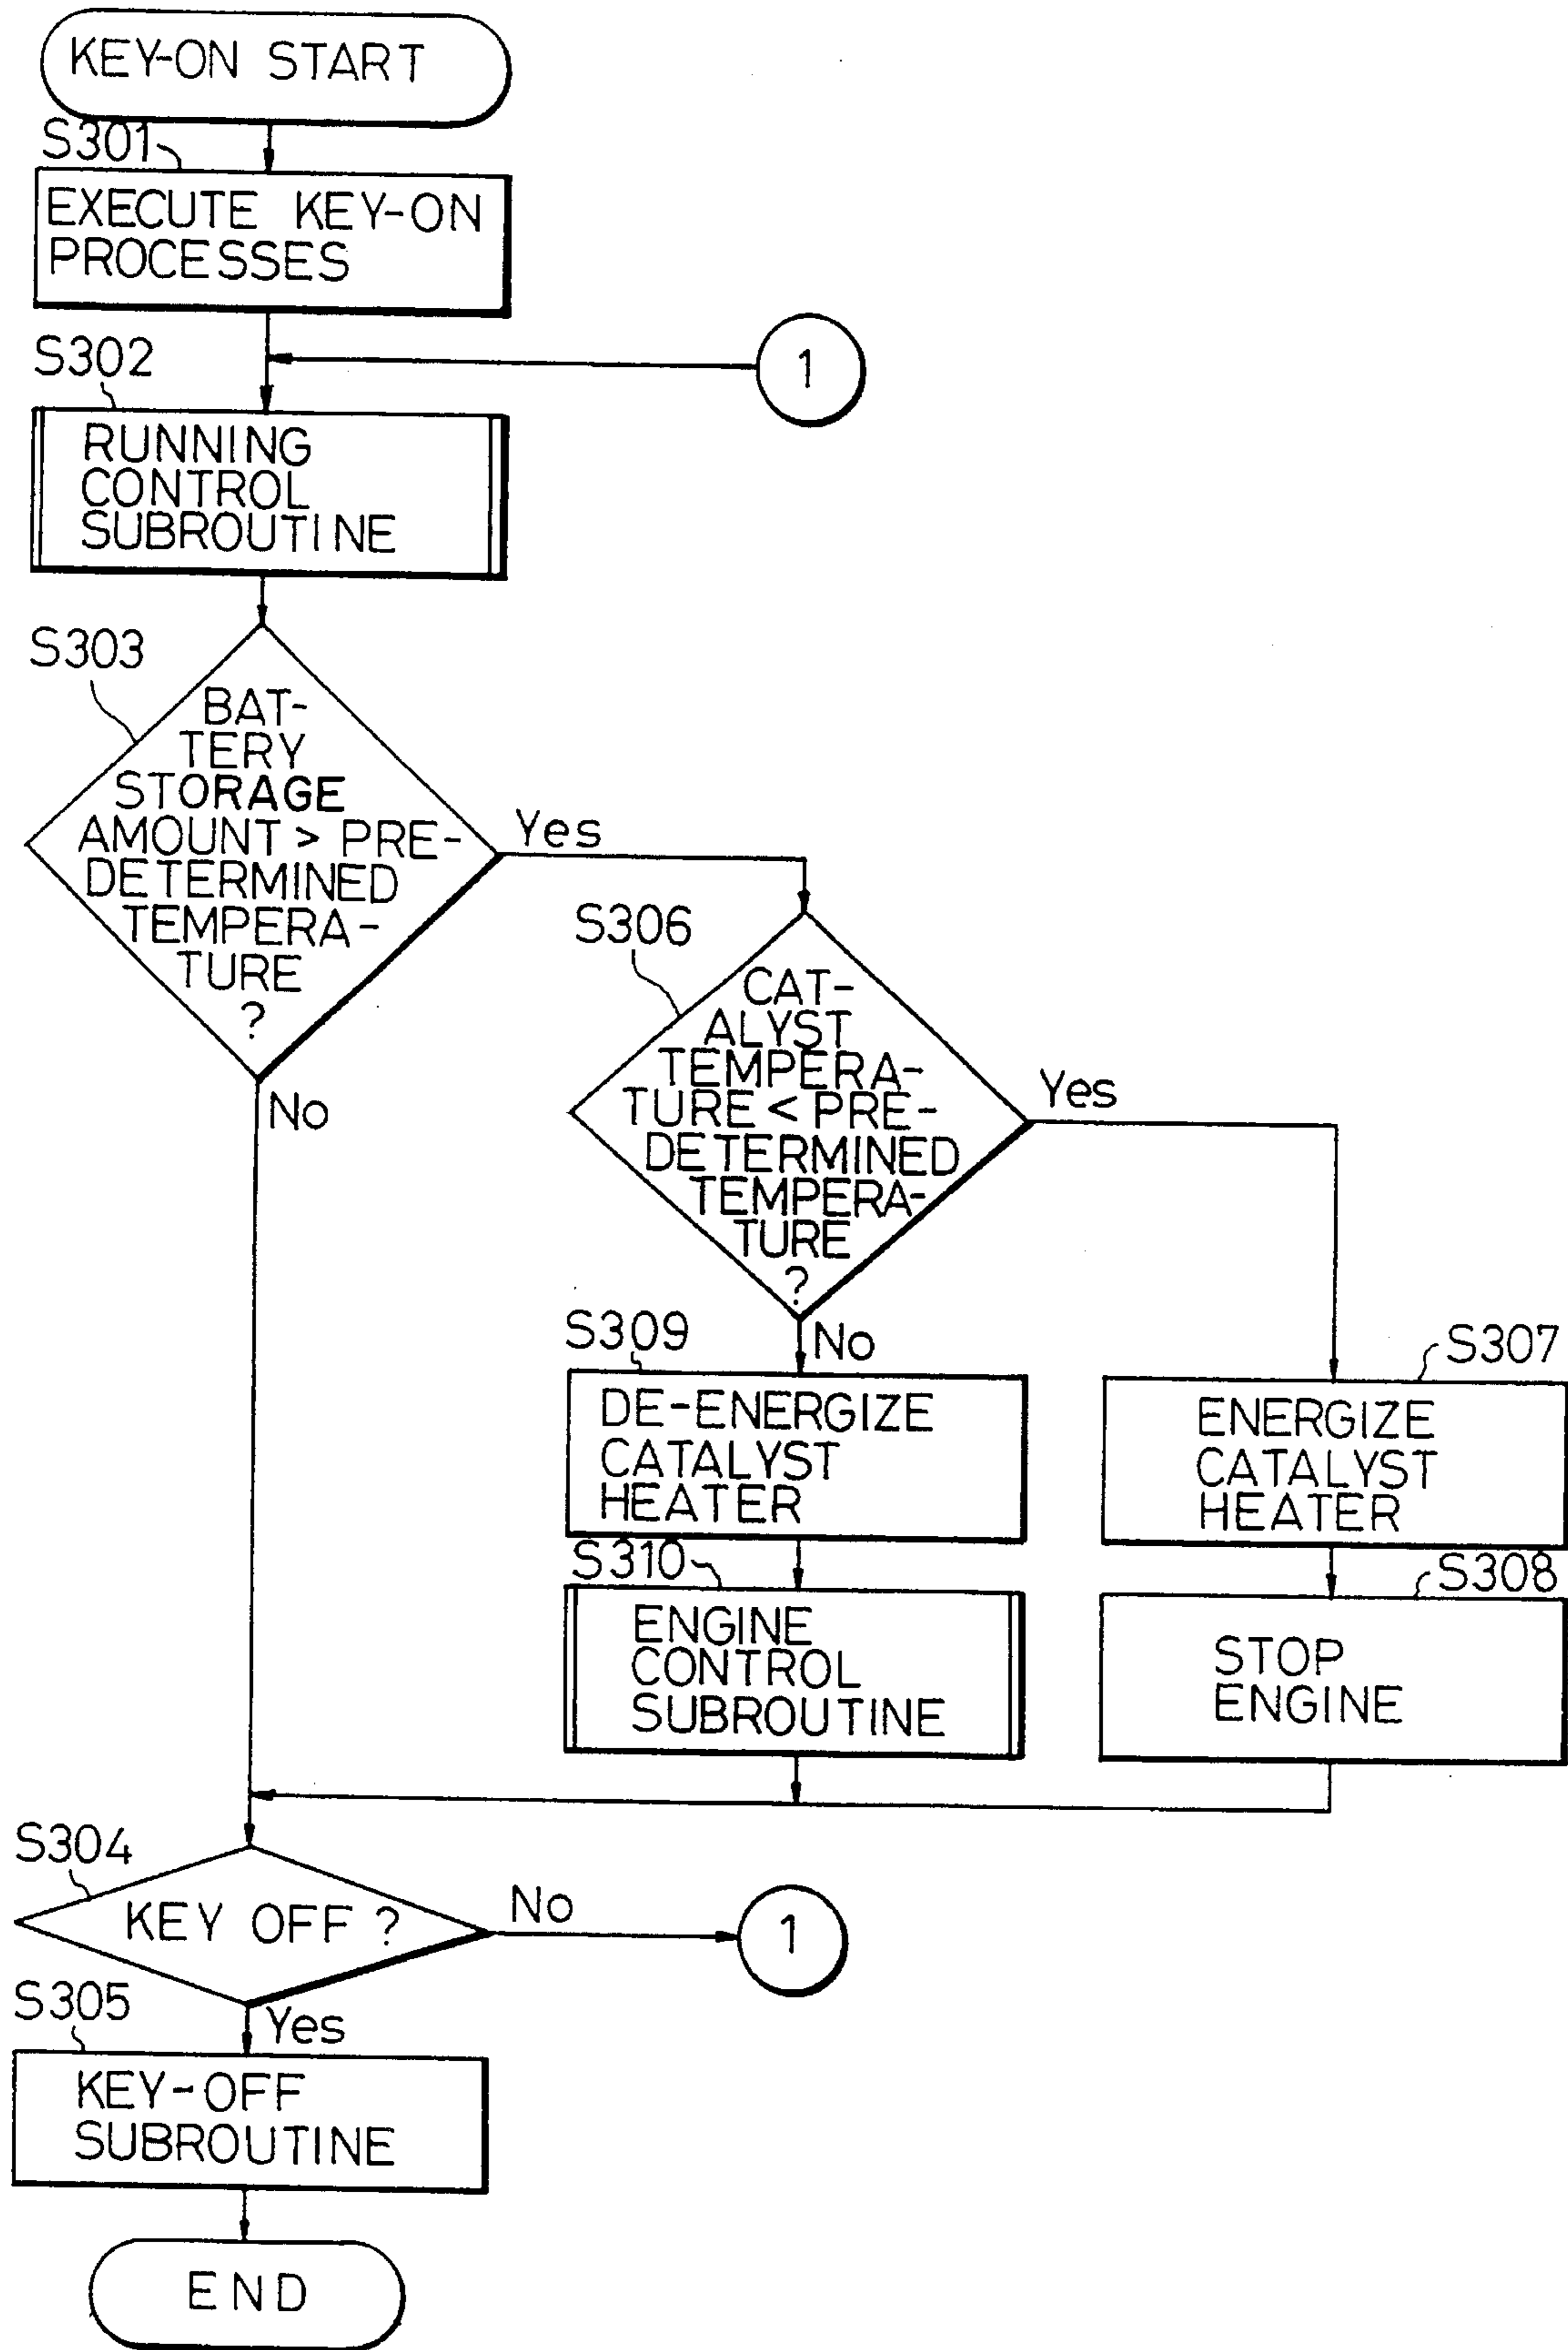 KEY-ON START
S301
EXECUTE KEY-ON
PROCESSES
1
S302
RUNNING
CONTROL
SUBROUTINE
S303
BAT-
TERY
STORAGE
AMOUNT > PRE-
DETERMINED
TEMPERA-
TURE
?
Yes
No
S306
CAT-
ALYST
TEMPERA-
TURE < PRE-
DETERMINED
TEMPERA-
TURE
?
Yes
No
S309
DE-ENERGIZE
CATALYST
HEATER
S307
ENERGIZE
CATALYST
HEATER
S310
ENGINE
CONTROL
SUBROUTINE
S308
STOP
ENGINE
S304
KEY OFF ?
No
1
Yes
S305
KEY-OFF
SUBROUTINE
END